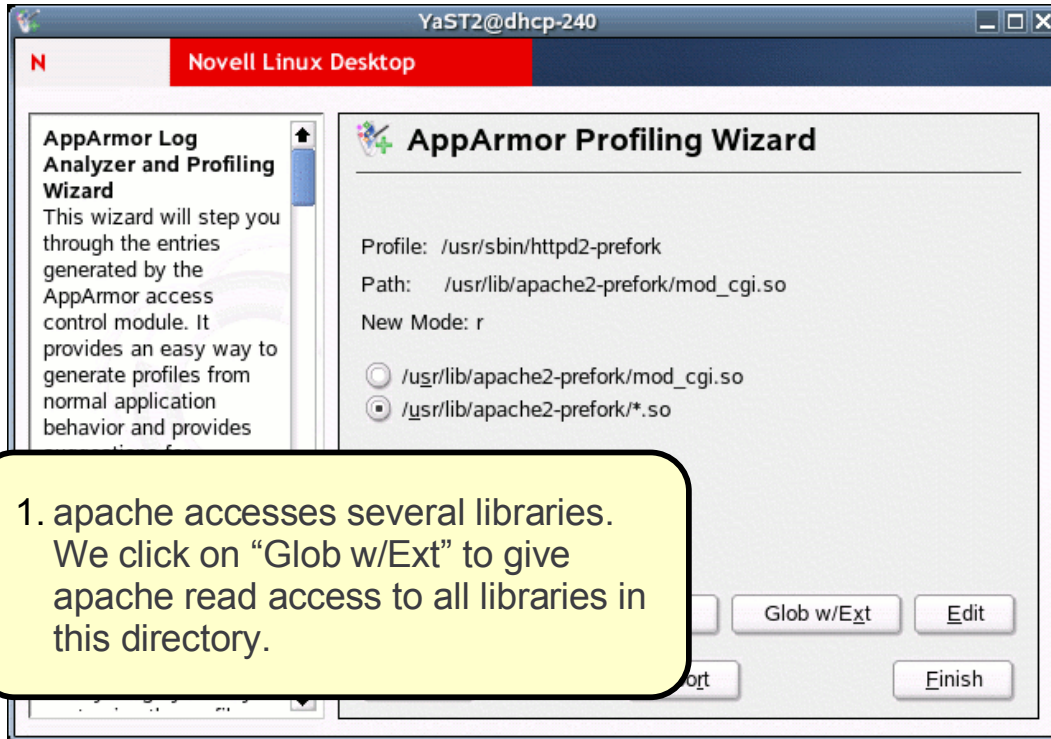 YaST2@dhcp-240
N Novell Linux Desktop
AppArmor Log
Analyzer and Profiling
Wizard
This wizard will step you
through the entries
generated by the
AppArmor access
control module. It
provides an easy way to
generate profiles from
normal application
behavior and provides
AppArmor Profiling Wizard
Profile: /usr/sbin/httpd2-prefork
Path: /usr/lib/apache2-prefork/mod_cgi.so
New Mode: r
/usr/lib/apache2-prefork/mod_cgi.so
/usr/lib/apache2-prefork/*.so
1. apache accesses several libraries.
We click on “Glob w/Ext” to give
apache read access to all libraries in
this directory.
Glob w/Ext
Edit
Finish